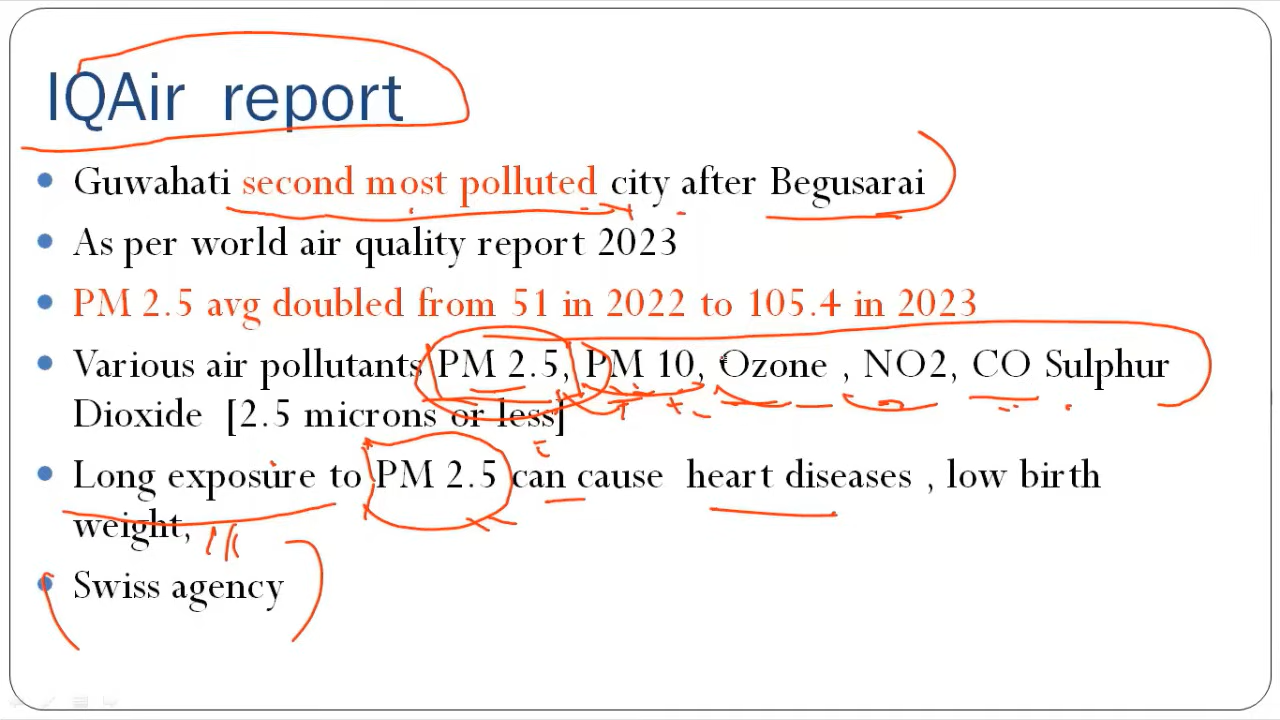 IQAir report
Guwahati second most polluted city after Begusarai
As per world air quality report 2023
PM 2.5 avg doubled from 51 in 2022 to 105.4 in 2023
Various air pollutants PM 2.5, PM 10, Ozone , NO2, CO Sulphur
Dioxide [2.5 microns or less]
Long exposure to PM 2.5 can cause heart diseases , low birth
weight,
Swiss agency